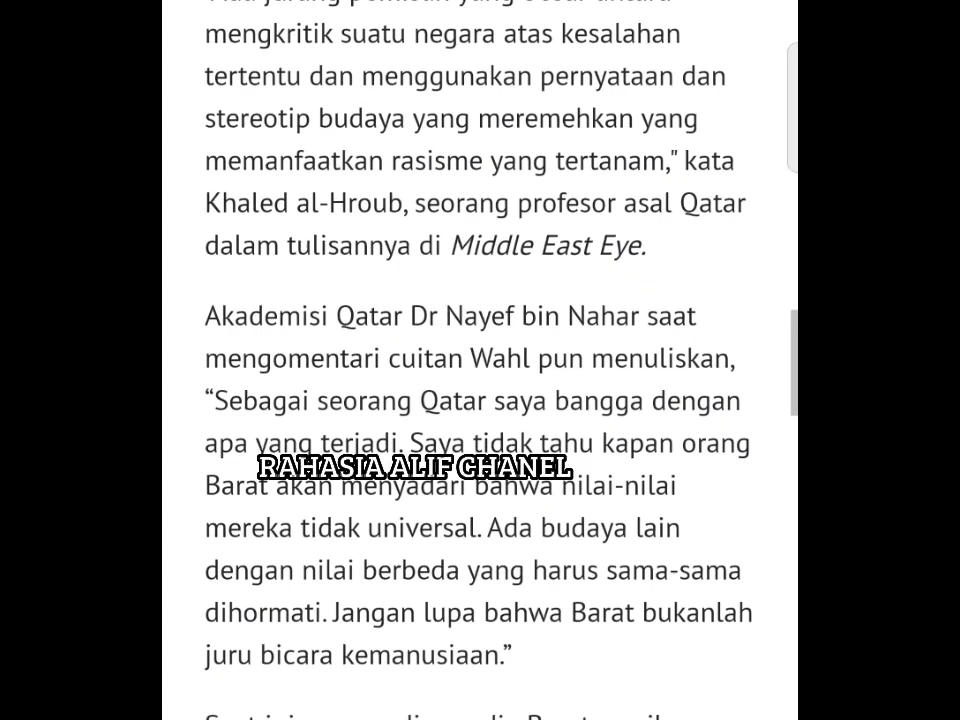 mengkritik suatu negara atas kesalahan
tertentu dan menggunakan pernyataan dan
stereotip budaya yang meremehkan yang
memanfaatkan rasisme yang tertanam," kata
Khaled al-Hroub, seorang profesor asal Qatar
dalam tulisannya di Middle East Eye.
Akademisi Qatar Dr Nayef bin Nahar saat
mengomentari cuitan Wahl pun menuliskan,
“Sebagai seorang Qatar saya bangga dengan
apa yang terjadi. Saya tidak tahu kapan orang
RAHASIA ALIF CHANEL
Barat akan menyadari bahwa nilai-nilai
mereka tidak universal. Ada budaya lain
dengan nilai berbeda yang harus sama-sama
dihormati. Jangan lupa bahwa Barat bukanlah
juru bicara kemanusiaan.”